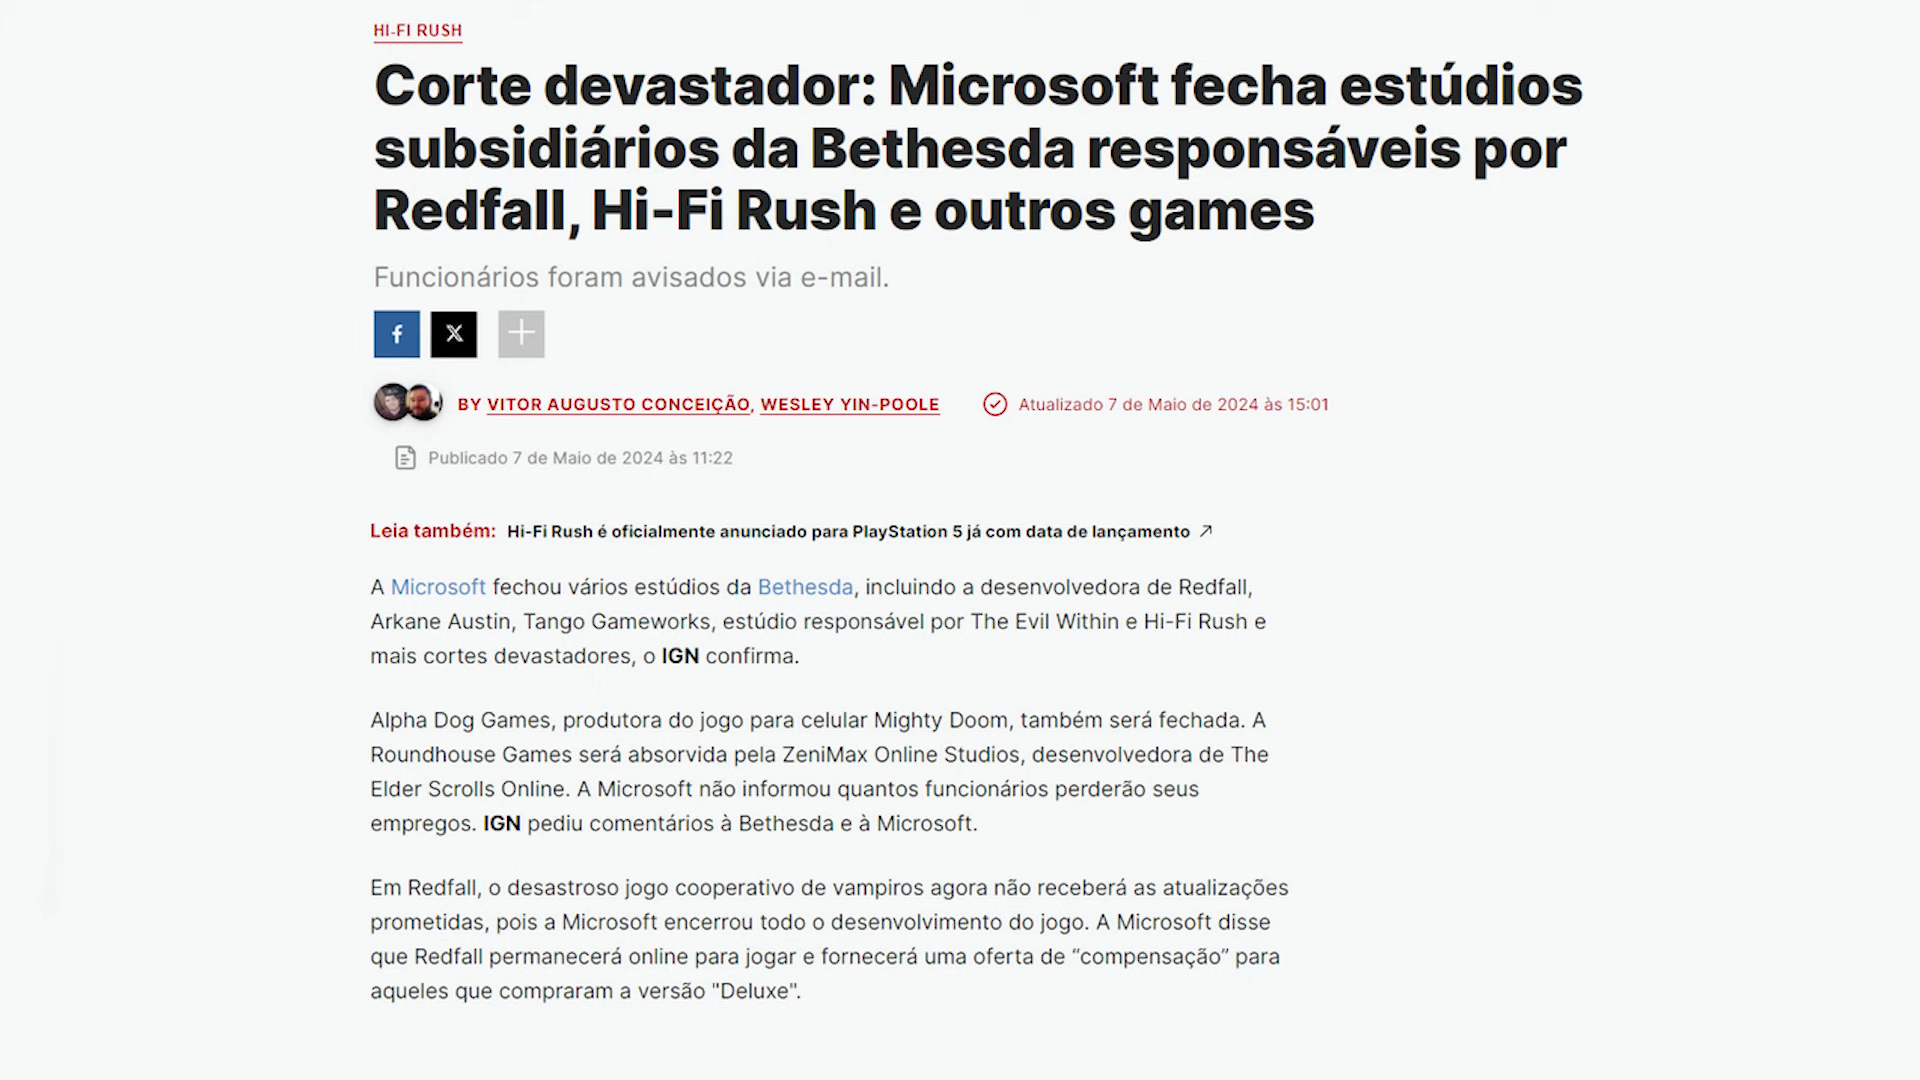 HI-FI RUSH
Corte devastador: Microsoft fecha estúdios
subsidiários da Bethesda responsáveis por
Redfall, Hi-Fi Rush e outros games
Funcionários foram avisados via e-mail.
BY VITOR AUGUSTO CONCEIÇÃO, WESLEY YIN-POOLE Atualizado 7 de Maio de 2024 às 15:01
Publicado 7 de Maio de 2024 às 11:22
Leia também: Hi-Fi Rush é oficialmente anunciado para PlayStation 5 já com data de lançamento
A Microsoft fechou vários estúdios da Bethesda, incluindo a desenvolvedora de Redfall,
Arkane Austin, Tango Gameworks, estúdio responsável por The Evil Within e Hi-Fi Rush e
mais cortes devastadores, o IGN confirma.
Alpha Dog Games, produtora do jogo para celular Mighty Doom, também será fechada. A
Roundhouse Games será absorvida pela ZeniMax Online Studios, desenvolvedora de The
Elder Scrolls Online. A Microsoft não informou quantos funcionários perderão seus
empregos. IGN pediu comentários à Bethesda e à Microsoft.
Em Redfall, o desastroso jogo cooperativo de vampiros agora não receberá as atualizações
prometidas, pois a Microsoft encerrou todo o desenvolvimento do jogo. A Microsoft disse
que Redfall permanecerá online para jogar e fornecerá uma oferta de “compensação” para
aqueles que compraram a versão "Deluxe".